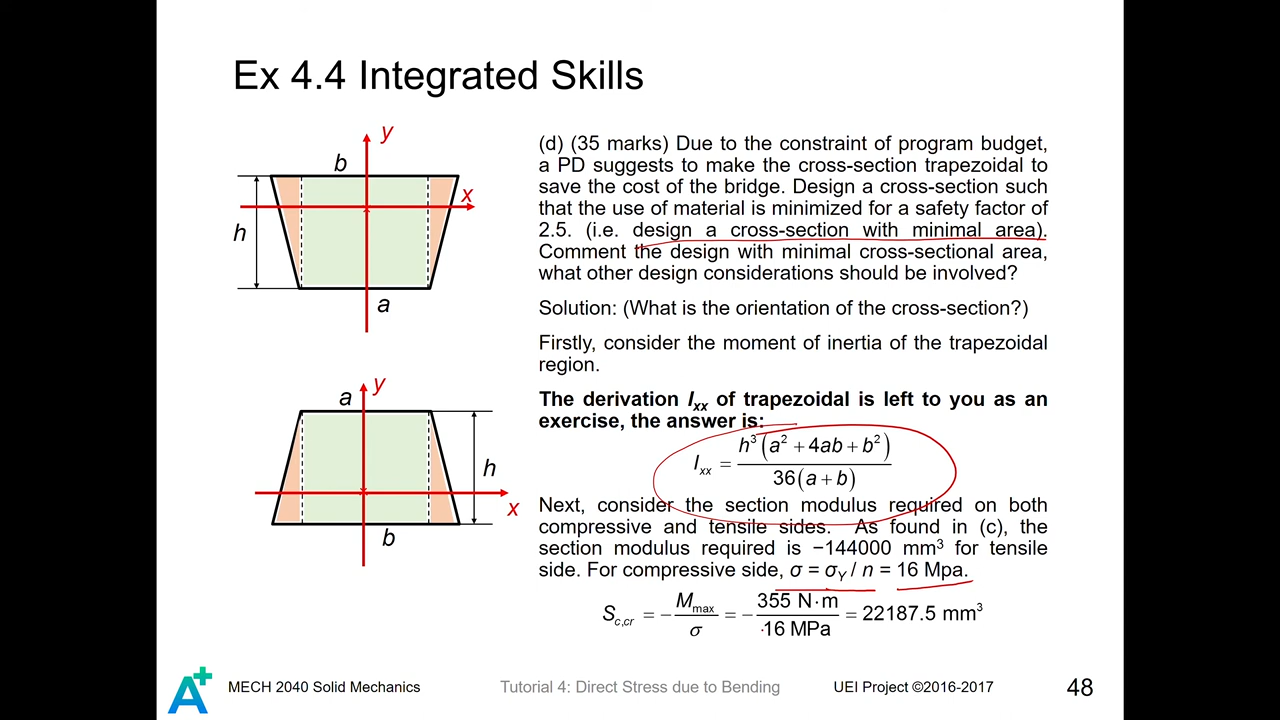 Ex 4.4 Integrated Skills
y
b
x
h
a
a
y
h
x
b
(d) (35 marks) Due to the constraint of program budget,
a PD suggests to make the cross-section trapezoidal to
save the cost of the bridge. Design a cross-section such
that the use of material is minimized for a safety factor of
2.5. (i.e. design a cross-section with minimal area).
Comment the design with minimal cross-sectional area,
what other design considerations should be involved?
Solution: (What is the orientation of the cross-section?)
Firstly, consider the moment of inertia of the trapezoidal
region.
The derivation Ixx of trapezoidal is left to you as an
exercise, the answer is:
Ixx = h³(a² + 4ab + b²) / 36(a + b)
Next, consider the section modulus required on both
compressive and tensile sides. As found in (c), the
section modulus required is −144000 mm³ for tensile
side. For compressive side, σ = σY / n = 16 Mpa.
Sc,cr = − Mmax / σ = − 355 N·m / -16 MPa = 22187.5 mm³
A+
MECH 2040 Solid Mechanics
Tutorial 4: Direct Stress due to Bending
UEI Project ©2016-2017
48